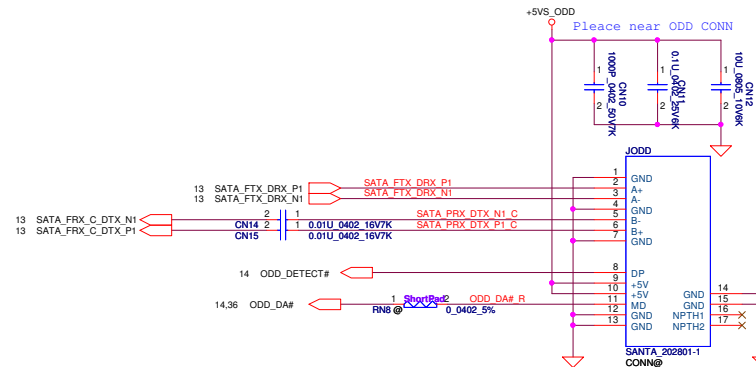 +5VS_ODD
Pleace near ODD CONN
1 2 CN10 1000P_0402_50V7K
1 2 CN11 0.1U_0402_25V6K
1 2 CN12 10U_0805_10V6K
JODD
13 SATA_FTX_DRX_P1 SATA_FTX_DRX_P1
13 SATA_FTX_DRX_N1 SATA_FTX_DRX_N1
13 SATA_FRX_C_DTX_N1 2 1 SATA_PRX_DTX_N1_C
CN14 0.01U_0402_16V7K
13 SATA_FRX_C_DTX_P1 2 1 SATA_PRX_DTX_P1_C
CN15 0.01U_0402_16V7K
14 ODD_DETECT#
14,36 ODD_DA# 1 ShortPad 2 ODD_DA#_R
RN8 @ 0_0402_5%
1 GND
2 A+
3 A-
4 GND
5 B-
6 B+
7 GND
8 DP
9 +5V
10 +5V
11 MD
12 GND
13 GND
GND 14
GND 15
NPTH1 16
NPTH2 17
SANTA_202801-1
CONN@